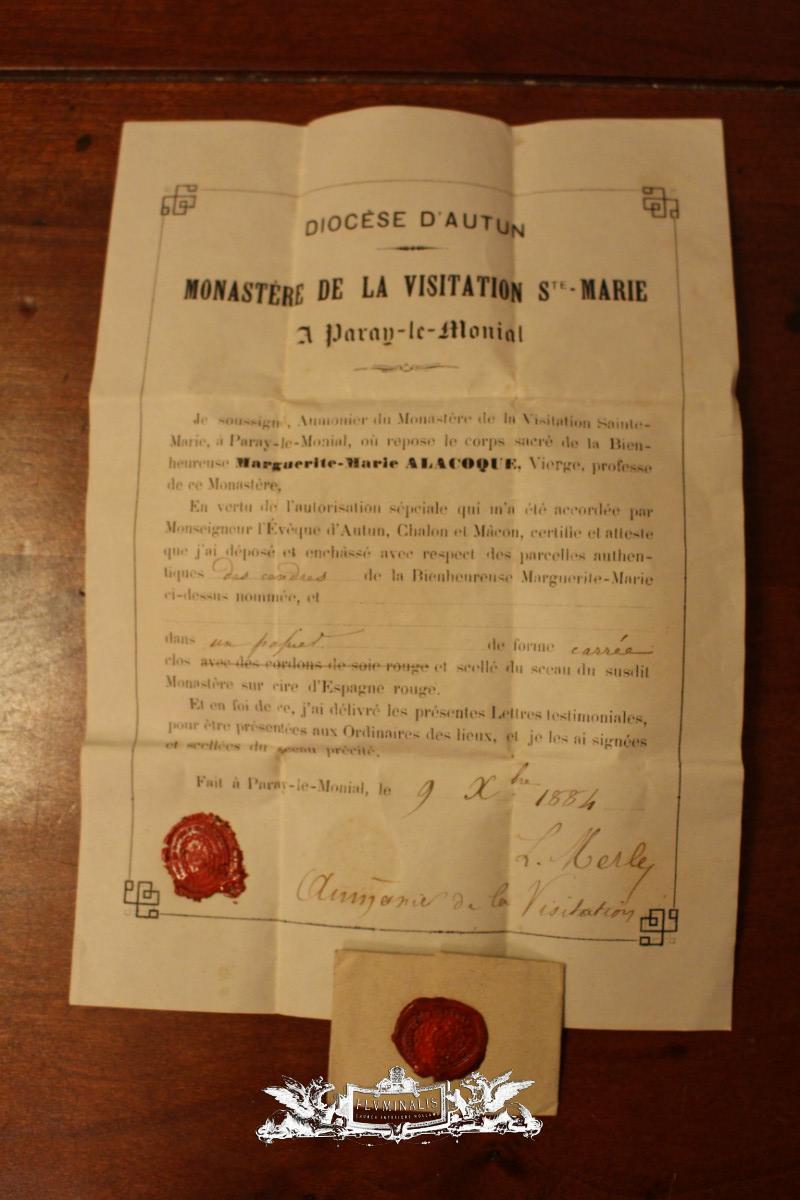 DIOCÈSE D'AUTUN
MONASTÈRE DE LA VISITATION STE-MARIE
A Paray-le-Monial
Je soussigné, Aumonier du Monastère de la Visitation Sainte-
Marie, à Paray-le-Monial, où repose le corps sacré de la Bien-
heureuse Marguerite-Marie ALACOQUE, Vierge, professe
de ce Monastère,
En vertu de l'autorisation sépciale qui m'a été accordée par
Monseigneur l'Évêque d'Autun, Chalon et Mâcon, certifie et atteste
que j'ai déposé et enchâssé avec respect des parcelles authen-
tiques des cendres de la Bienheureuse Marguerite-Marie
ci-dessus nommée, et
dans un de forme carrée
clos avec des cordons de soie rouge et scellé du sceau du susdit
Monastère sur cire d'Espagne rouge.
Et en foi de ce, j'ai délivré les présentes Lettres testimoniales,
pour être présentées aux Ordinaires des lieux, et je les ai signées
et scellées du sceau précité.
Fait à Paray-le-Monial, le 9 Xbre 1884
L. Merley
de la Visitation
FLVMINALIS
CHURCH INTERIORS HOLLAND